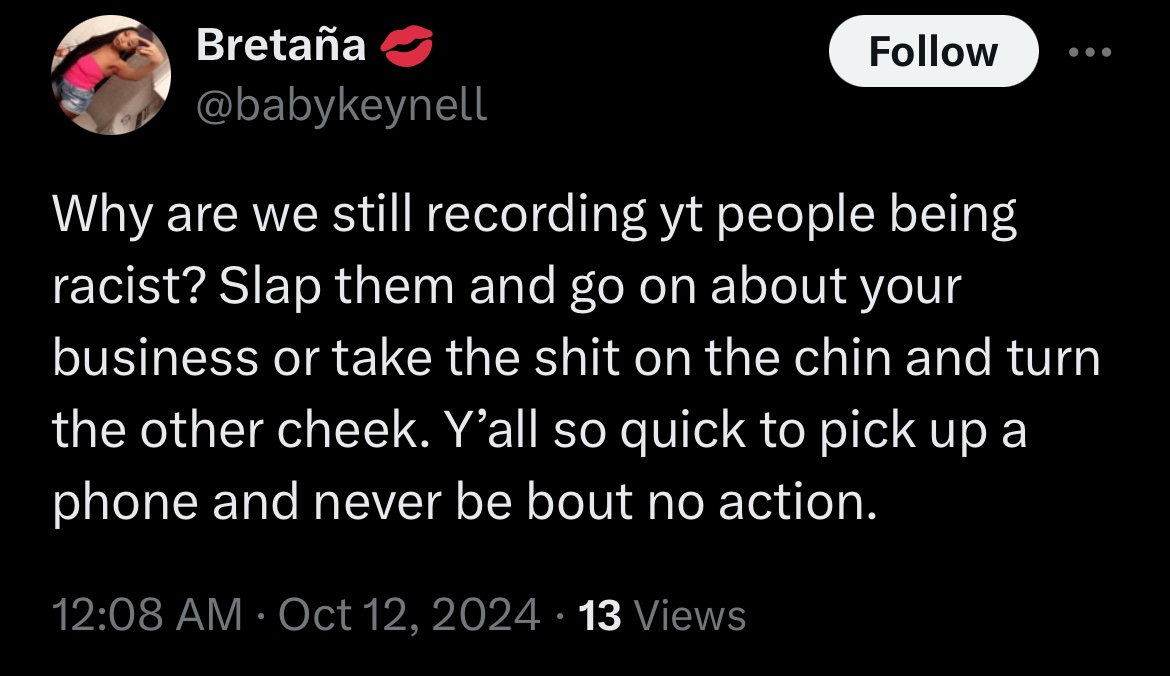 Bretaña 💋
Follow
@babykeynell
Why are we still recording yt people being
racist? Slap them and go on about your
business or take the shit on the chin and turn
the other cheek. Y’all so quick to pick up a
phone and never be bout no action.
12:08 AM · Oct 12, 2024 · 13 Views